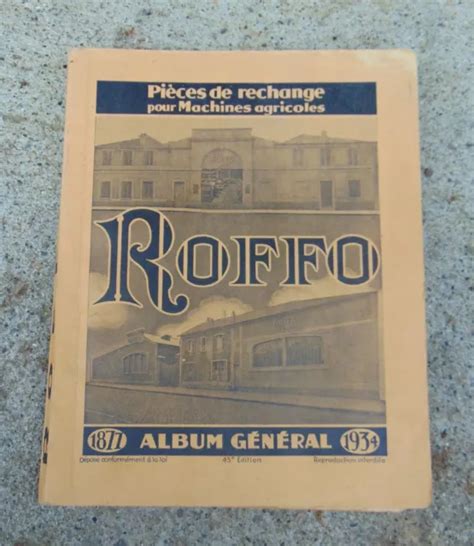 Pièces de rechange
pour Machines agricoles
ROFFO
1877 ALBUM GÉNÉRAL 1934
Déposé conformément à la loi 45e Édition Reproduction interdite